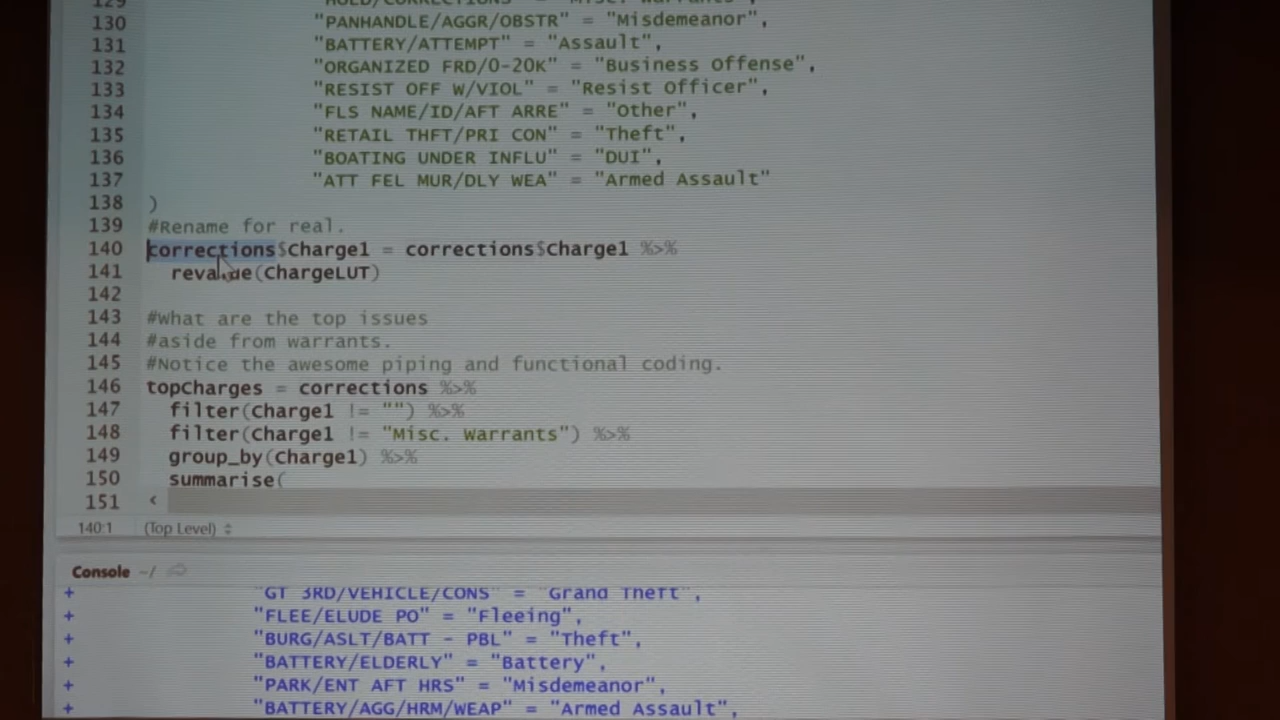 129 "HOLD/CORRECTIONS" = "Misc. Warrants",
130 "PANHANDLE/AGGR/OBSTR" = "Misdemeanor",
131 "BATTERY/ATTEMPT" = "Assault",
132 "ORGANIZED FRD/0-20K" = "Business Offense",
133 "RESIST OFF W/VIOL" = "Resist Officer",
134 "FLS NAME/ID/AFT ARRE" = "Other",
135 "RETAIL THFT/PRI CON" = "Theft",
136 "BOATING UNDER INFLU" = "DUI",
137 "ATT FEL MUR/DLY WEA" = "Armed Assault"
138 )
139 #Rename for real.
140 corrections$Charge1 = corrections$Charge1 %>%
141 revalue(ChargeLUT)
142
143 #What are the top issues
144 #aside from warrants.
145 #Notice the awesome piping and functional coding.
146 topCharges = corrections %>%
147 filter(Charge1 != "") %>%
148 filter(Charge1 != "Misc. Warrants") %>%
149 group_by(Charge1) %>%
150 summarise(
151
140:1 (Top Level)
Console ~/
+ "GT 3RD/VEHICLE/CONS" = "Grand Theft",
+ "FLEE/ELUDE PO" = "Fleeing",
+ "BURG/ASLT/BATT - PBL" = "Theft",
+ "BATTERY/ELDERLY" = "Battery",
+ "PARK/ENT AFT HRS" = "Misdemeanor",
+ "BATTERY/AGG/HRM/WEAP" = "Armed Assault",